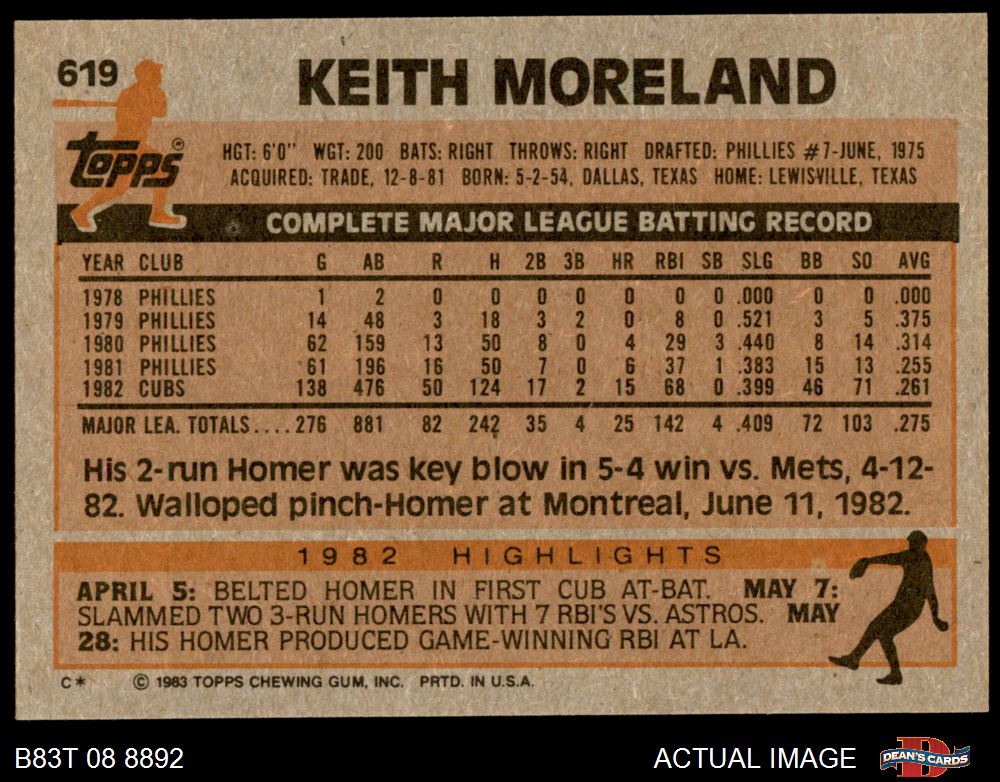 619
KEITH MORELAND
Topps®
HGT: 6'0" WGT: 200 BATS: RIGHT THROWS: RIGHT DRAFTED: PHILLIES #7-JUNE, 1975
ACQUIRED: TRADE, 12-8-81 BORN: 5-2-54, DALLAS, TEXAS HOME: LEWISVILLE, TEXAS
COMPLETE MAJOR LEAGUE BATTING RECORD
YEAR CLUB G AB R H 2B 3B HR RBI SB SLG BB SO AVG
1978 PHILLIES 1 2 0 0 0 0 0 0 0 .000 0 0 .000
1979 PHILLIES 14 48 3 18 3 2 0 8 0 .521 3 5 .375
1980 PHILLIES 62 159 13 50 8 0 4 29 3 .440 8 14 .314
1981 PHILLIES 61 196 16 50 7 0 6 37 1 .383 15 13 .255
1982 CUBS 138 476 50 124 17 2 15 68 0 .399 46 71 .261
MAJOR LEA. TOTALS....276 881 82 242 35 4 25 142 4 .409 72 103 .275
His 2-run Homer was key blow in 5-4 win vs. Mets, 4-12-
82. Walloped pinch-Homer at Montreal, June 11, 1982.
1982 HIGHLIGHTS
APRIL 5: BELTED HOMER IN FIRST CUB AT-BAT. MAY 7:
SLAMMED TWO 3-RUN HOMERS WITH 7 RBI'S VS. ASTROS. MAY
28: HIS HOMER PRODUCED GAME-WINNING RBI AT LA.
C* © 1983 TOPPS CHEWING GUM, INC. PRTD. IN U.S.A.
B83T 08 8892 ACTUAL IMAGE DEAN'S CARDS